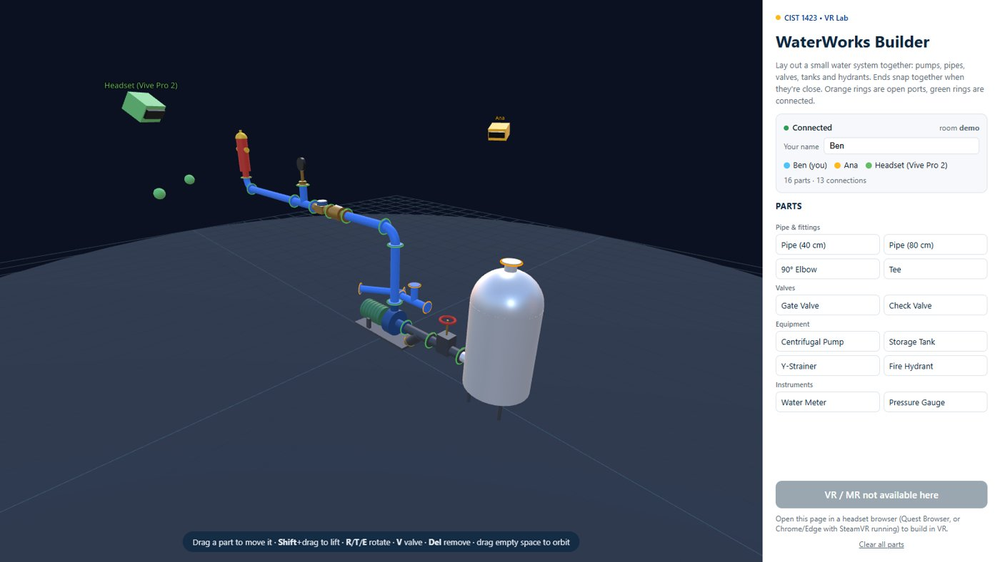 Headset (Vive Pro 2)
Ana
Drag a part to move it · Shift+drag to lift · R/T/E rotate · V valve · Del remove · drag empty space to orbit
CIST 1423 • VR Lab
WaterWorks Builder
Lay out a small water system together: pumps, pipes,
valves, tanks and hydrants. Ends snap together when
they're close. Orange rings are open ports, green rings are
connected.
Connected room demo
Your name Ben
Ben (you) Ana Headset (Vive Pro 2)
16 parts · 13 connections
PARTS
Pipe & fittings
Pipe (40 cm) Pipe (80 cm)
90° Elbow Tee
Valves
Gate Valve Check Valve
Equipment
Centrifugal Pump Storage Tank
Y-Strainer Fire Hydrant
Instruments
Water Meter Pressure Gauge
VR / MR not available here
Open this page in a headset browser (Quest Browser, or
Chrome/Edge with SteamVR running) to build in VR.
Clear all parts